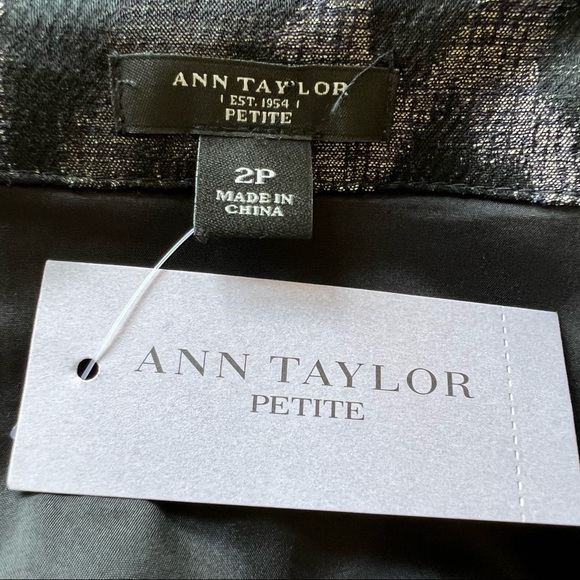 ANN TAYLOR
EST. 1954
PETITE
2P
MADE IN
CHINA
ANN TAYLOR
PETITE